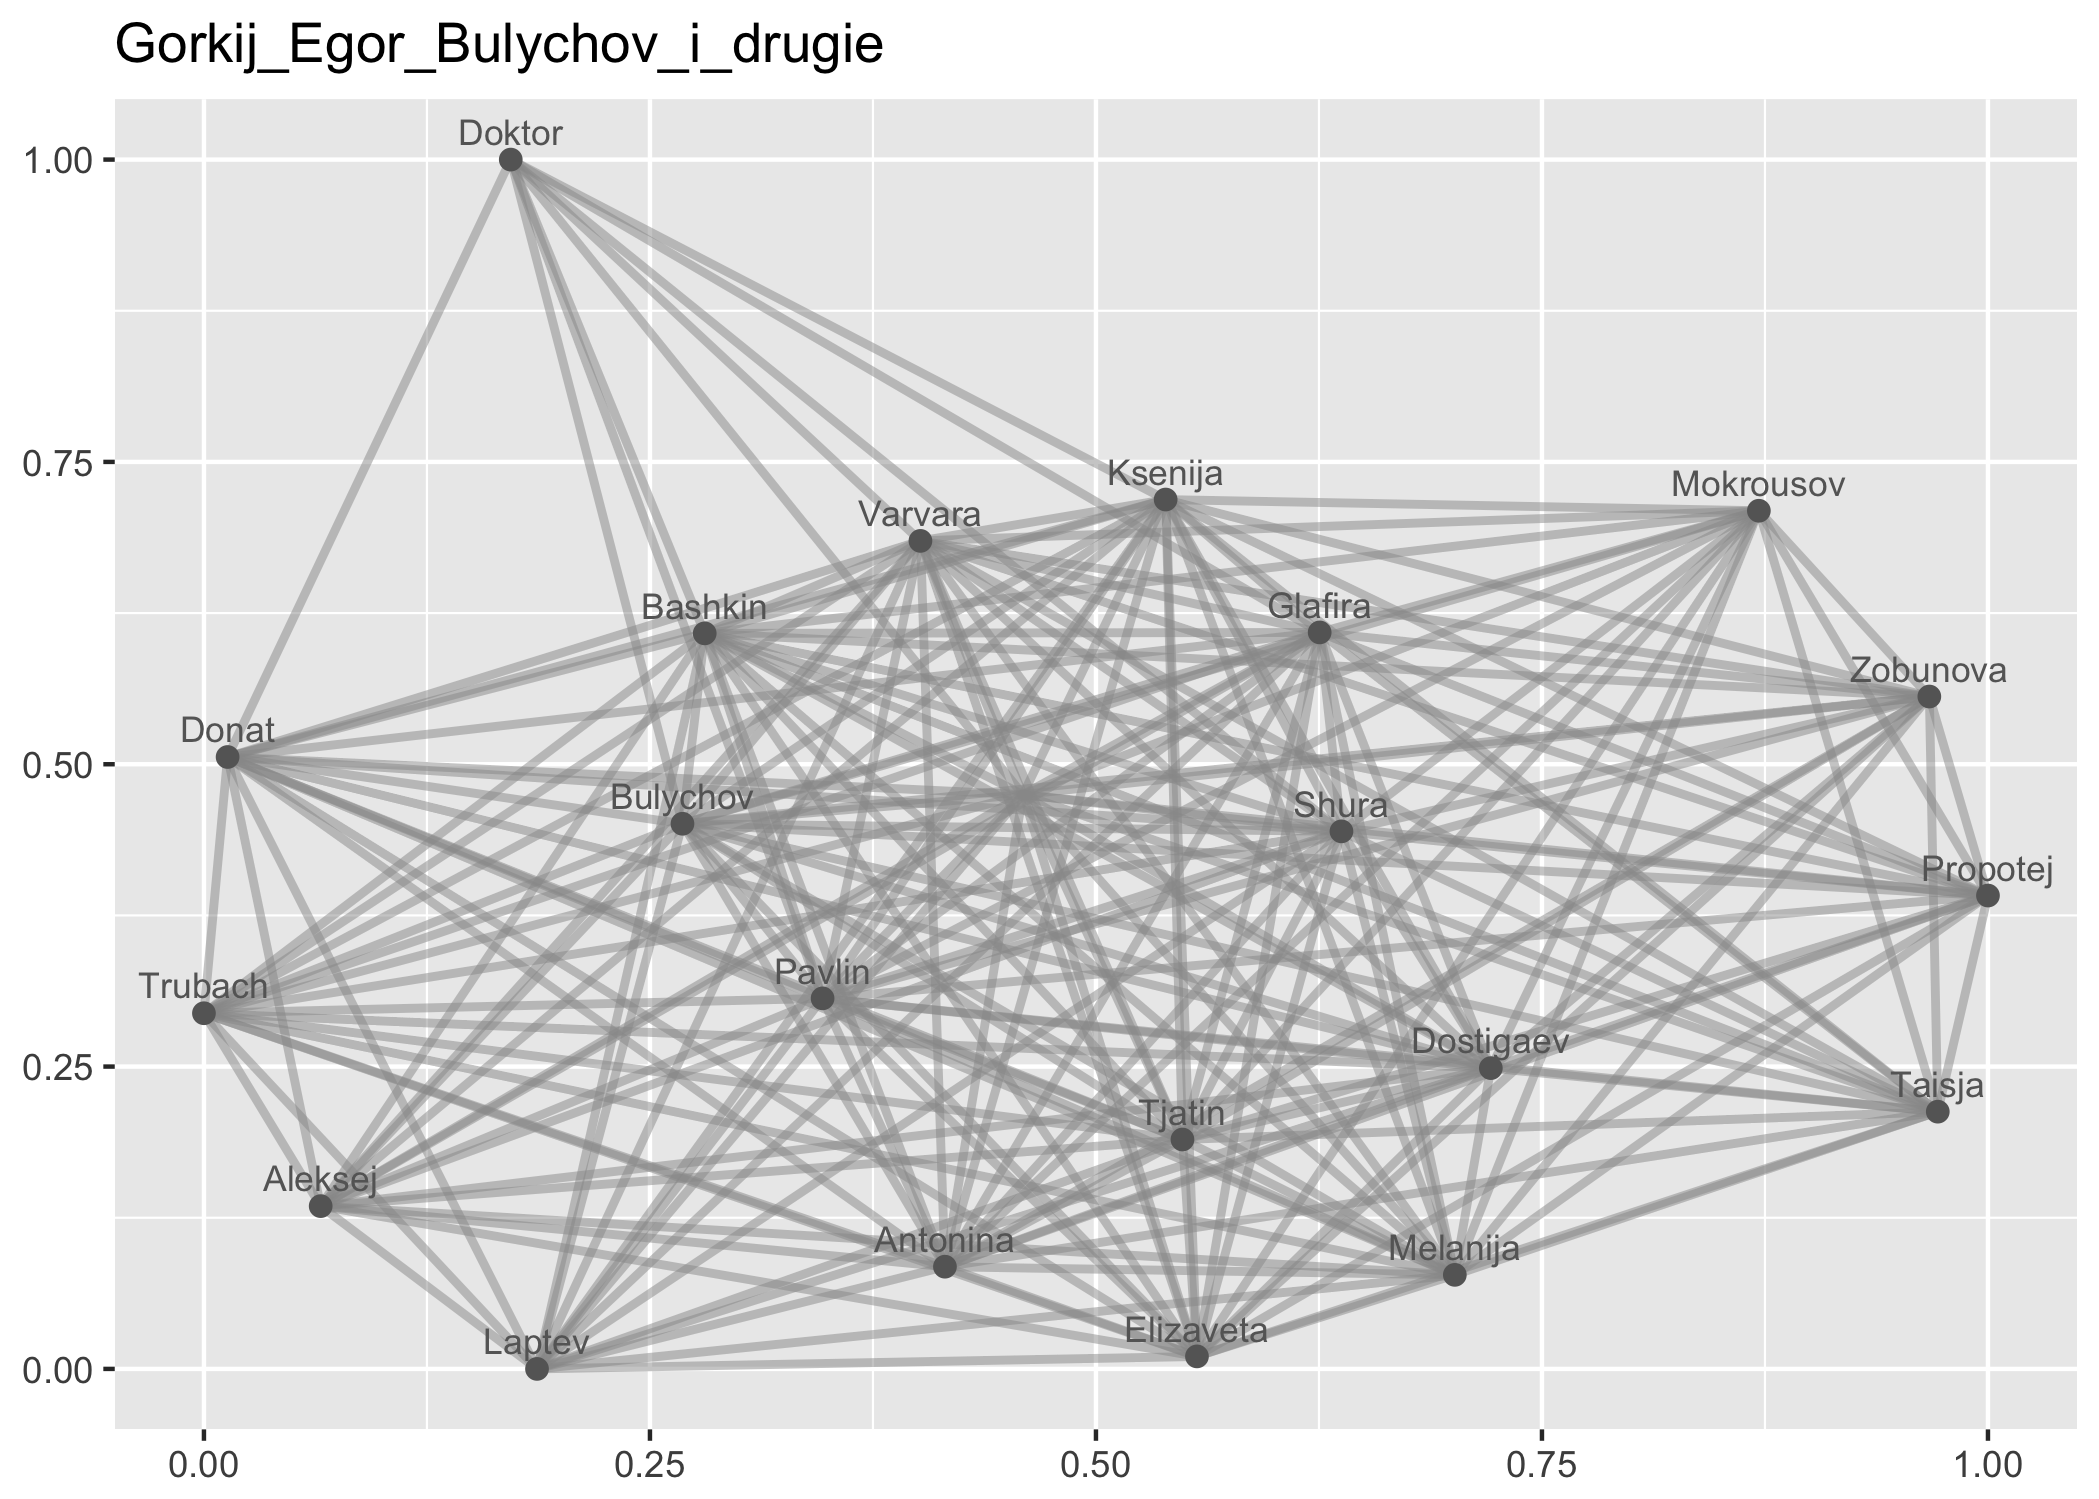 Gorkij_Egor_Bulychov_i_drugie
Doktor
1.00
Ksenija
Mokrousov
0.75
Varvara
Bashkin
Glafira
Zobunova
Donat
0.50
Bulychov
Shura
Propotej
Pavlin
Trubach
Dostigaev
0.25
Taisja
Tjatin
Aleksej
Antonina
Melanija
Elizaveta
Laptev
0.00
0.00 0.25 0.50 0.75 1.00